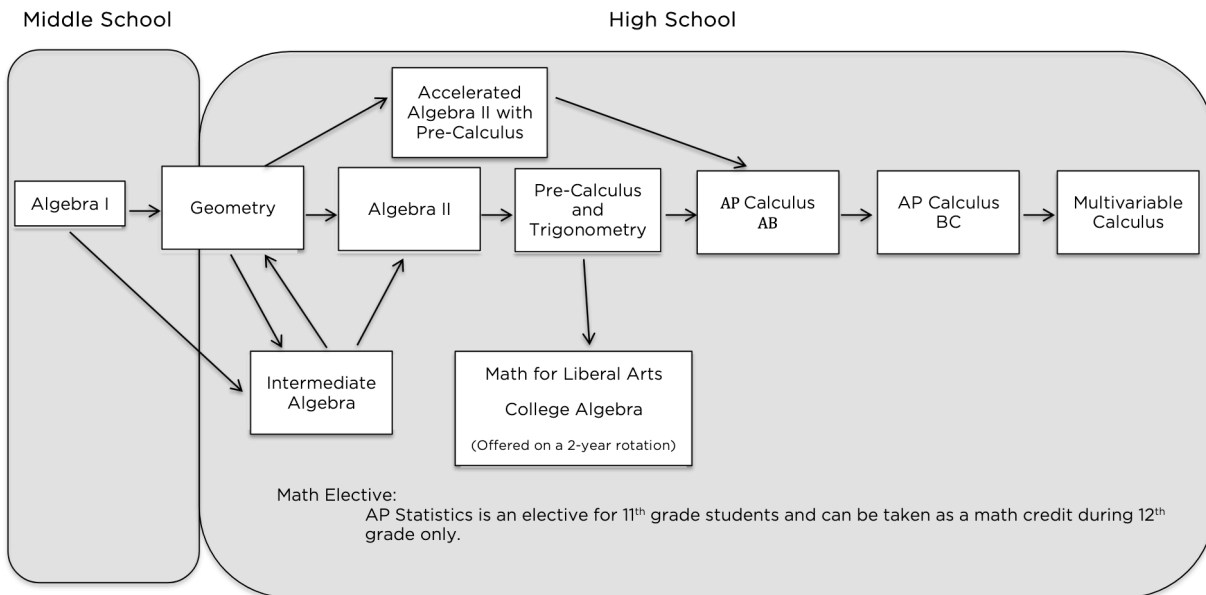 Middle School
High School
Accelerated
Algebra II with
Pre-Calculus
Algebra I
Geometry
Algebra II
Pre-Calculus
and
Trigonometry
AP Calculus
AB
AP Calculus
BC
Multivariable
Calculus
Intermediate
Algebra
Math for Liberal Arts
College Algebra
(Offered on a 2-year rotation)
Math Elective:
AP Statistics is an elective for 11th grade students and can be taken as a math credit during 12th
grade only.